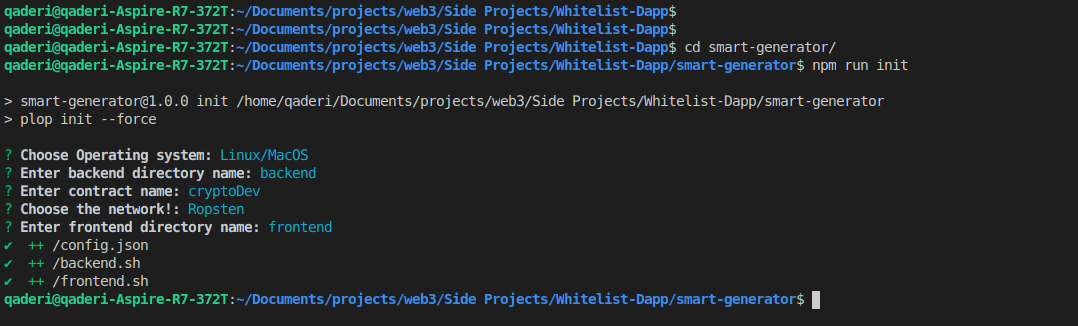 qaderi@qaderi-Aspire-R7-372T:~/Documents/projects/web3/Side Projects/Whitelist-Dapp$
qaderi@qaderi-Aspire-R7-372T:~/Documents/projects/web3/Side Projects/Whitelist-Dapp$
qaderi@qaderi-Aspire-R7-372T:~/Documents/projects/web3/Side Projects/Whitelist-Dapp$ cd smart-generator/
qaderi@qaderi-Aspire-R7-372T:~/Documents/projects/web3/Side Projects/Whitelist-Dapp/smart-generator$ npm run init
> smart-generator@1.0.0 init /home/qaderi/Documents/projects/web3/Side Projects/Whitelist-Dapp/smart-generator
> plop init --force
? Choose Operating system: Linux/MacOS
? Enter backend directory name: backend
? Enter contract name: cryptoDev
? Choose the network!: Ropsten
? Enter frontend directory name: frontend
✔  ++ /config.json
✔  ++ /backend.sh
✔  ++ /frontend.sh
qaderi@qaderi-Aspire-R7-372T:~/Documents/projects/web3/Side Projects/Whitelist-Dapp/smart-generator$